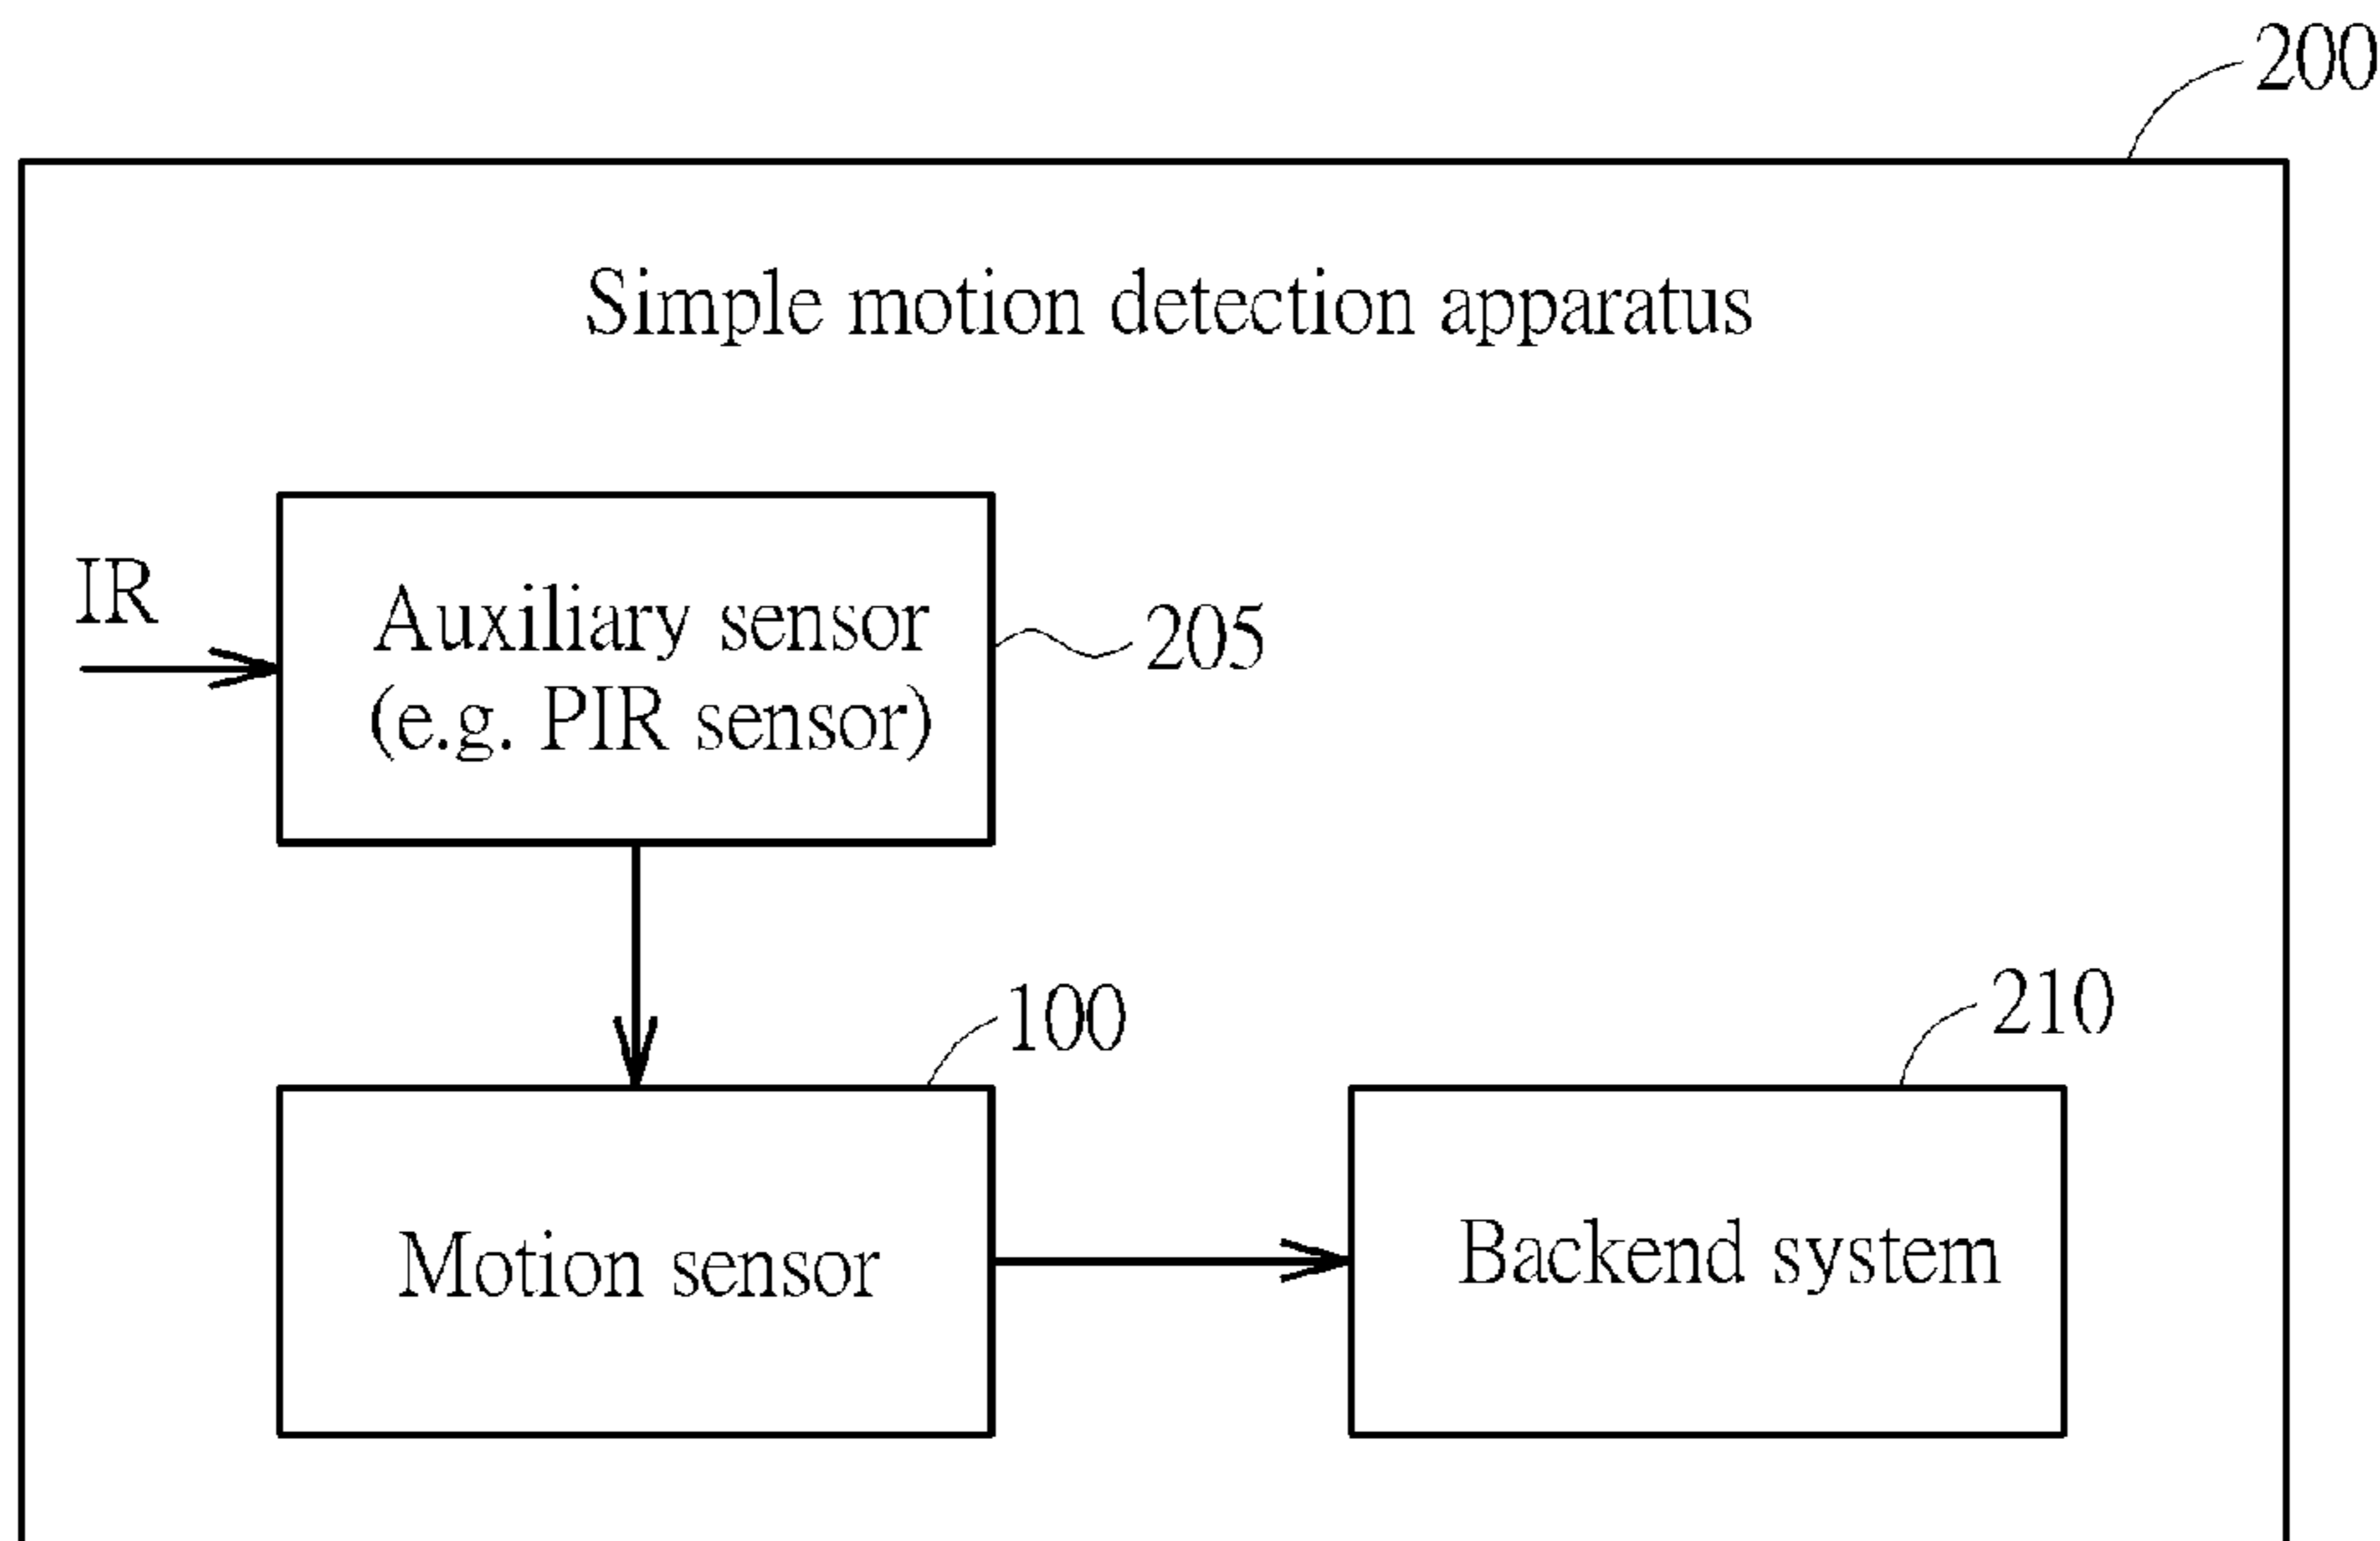 200
Simple motion detection apparatus
IR
Auxiliary sensor
(e.g. PIR sensor)
205
100
210
Motion sensor
Backend system